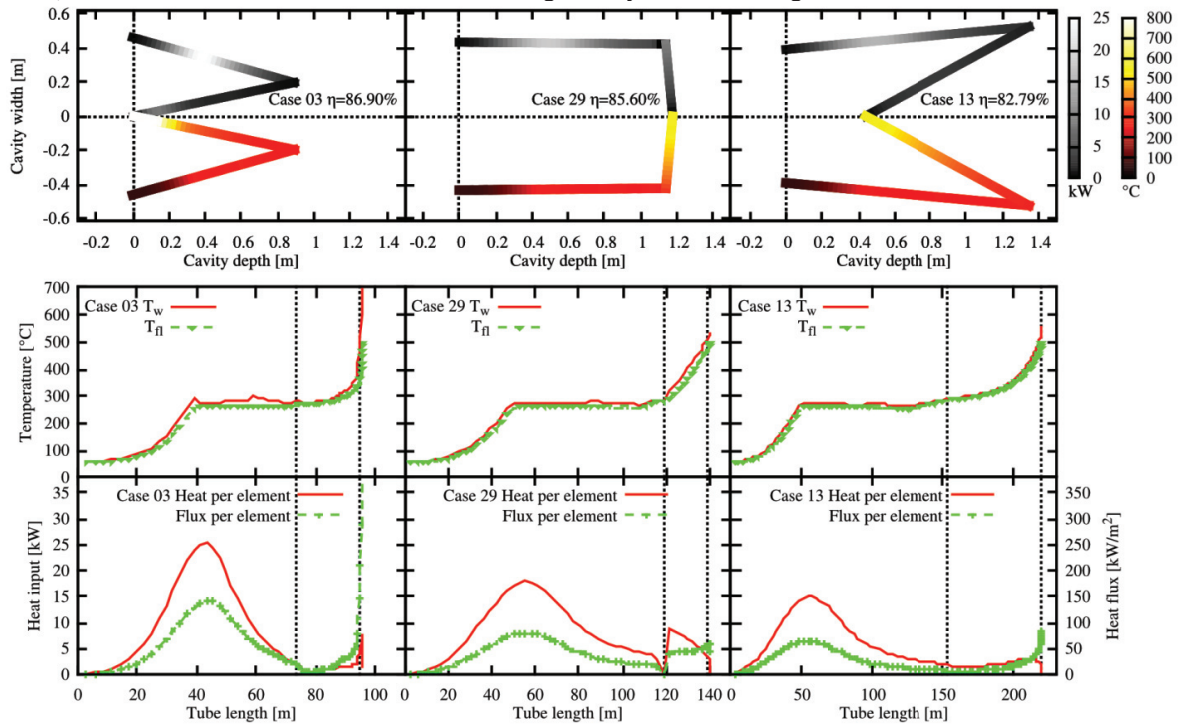 0.6
0.4
0.2
0
-0.2
-0.4
0.6
Cavity width [m]
Case 03 η=86.90%
Case 29 η=85.60%
Case 13 η=82.79%
25
20
15
10
5
0
kW
800
700
600
500
400
300
200
100
0
°C
-0.2 0 0.2 0.4 0.6 0.8 1 1.2 1.4
-0.2 0 0.2 0.4 0.6 0.8 1 1.2 1.4
-0.2 0 0.2 0.4 0.6 0.8 1 1.2 1.4
Cavity depth [m]
Cavity depth [m]
Cavity depth [m]
700
600
500
400
300
200
100
0
Temperature [°C]
Case 03 Tw
Tfl
Case 29 Tw
Tfl
Case 13 Tw
Tfl
35
30
25
20
15
10
5
0
Heat input [kW]
Case 03 Heat per element
Flux per element
Case 29 Heat per element
Flux per element
Case 13 Heat per element
Flux per element
350
300
250
200
150
100
50
0
Heat flux [kW/m²]
0 20 40 60 80 100
0 20 40 60 80 100 120 140
0 50 100 150 200
Tube length [m]
Tube length [m]
Tube length [m]